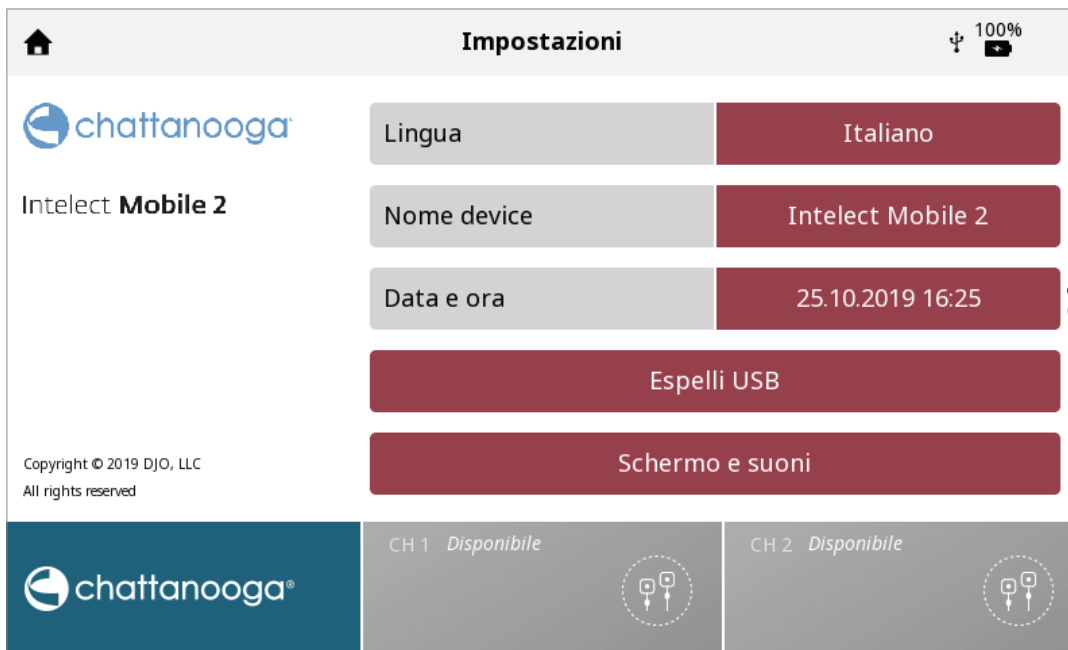 Impostazioni
100%
chattanooga
Intelect Mobile 2
Lingua
Italiano
Nome device
Intelect Mobile 2
Data e ora
25.10.2019 16:25
Espelli USB
Schermo e suoni
Copyright © 2019 DJO, LLC
All rights reserved
chattanooga®
CH 1 Disponibile
CH 2 Disponibile